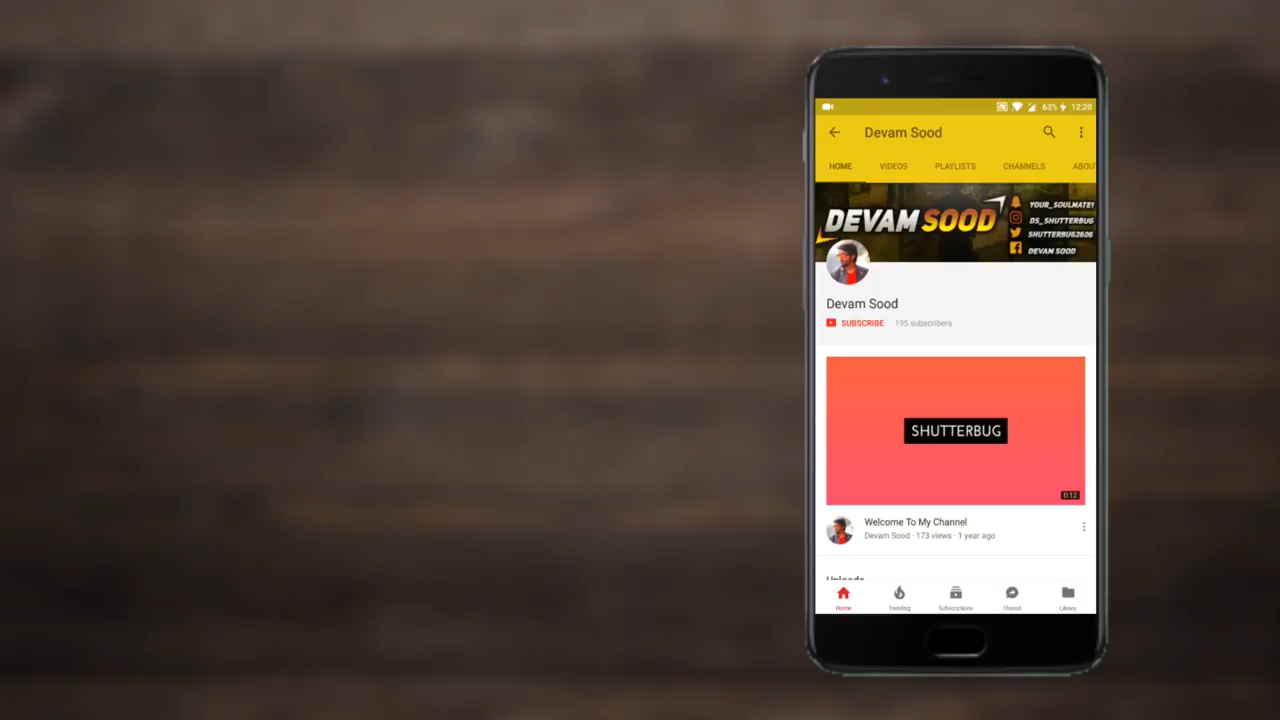 63% 12:20
Devam Sood
HOME VIDEOS PLAYLISTS CHANNELS ABOU
DEVAM SOOD
YOUR_SOULMATE1
DS_SHUTTERBUG
SHUTTERBUG2606
DEVAM SOOD
Devam Sood
SUBSCRIBE 195 subscribers
SHUTTERBUG
0:12
Welcome To My Channel
Devam Sood · 173 views · 1 year ago
Uploads
Home Trending Subscriptions Shared Library